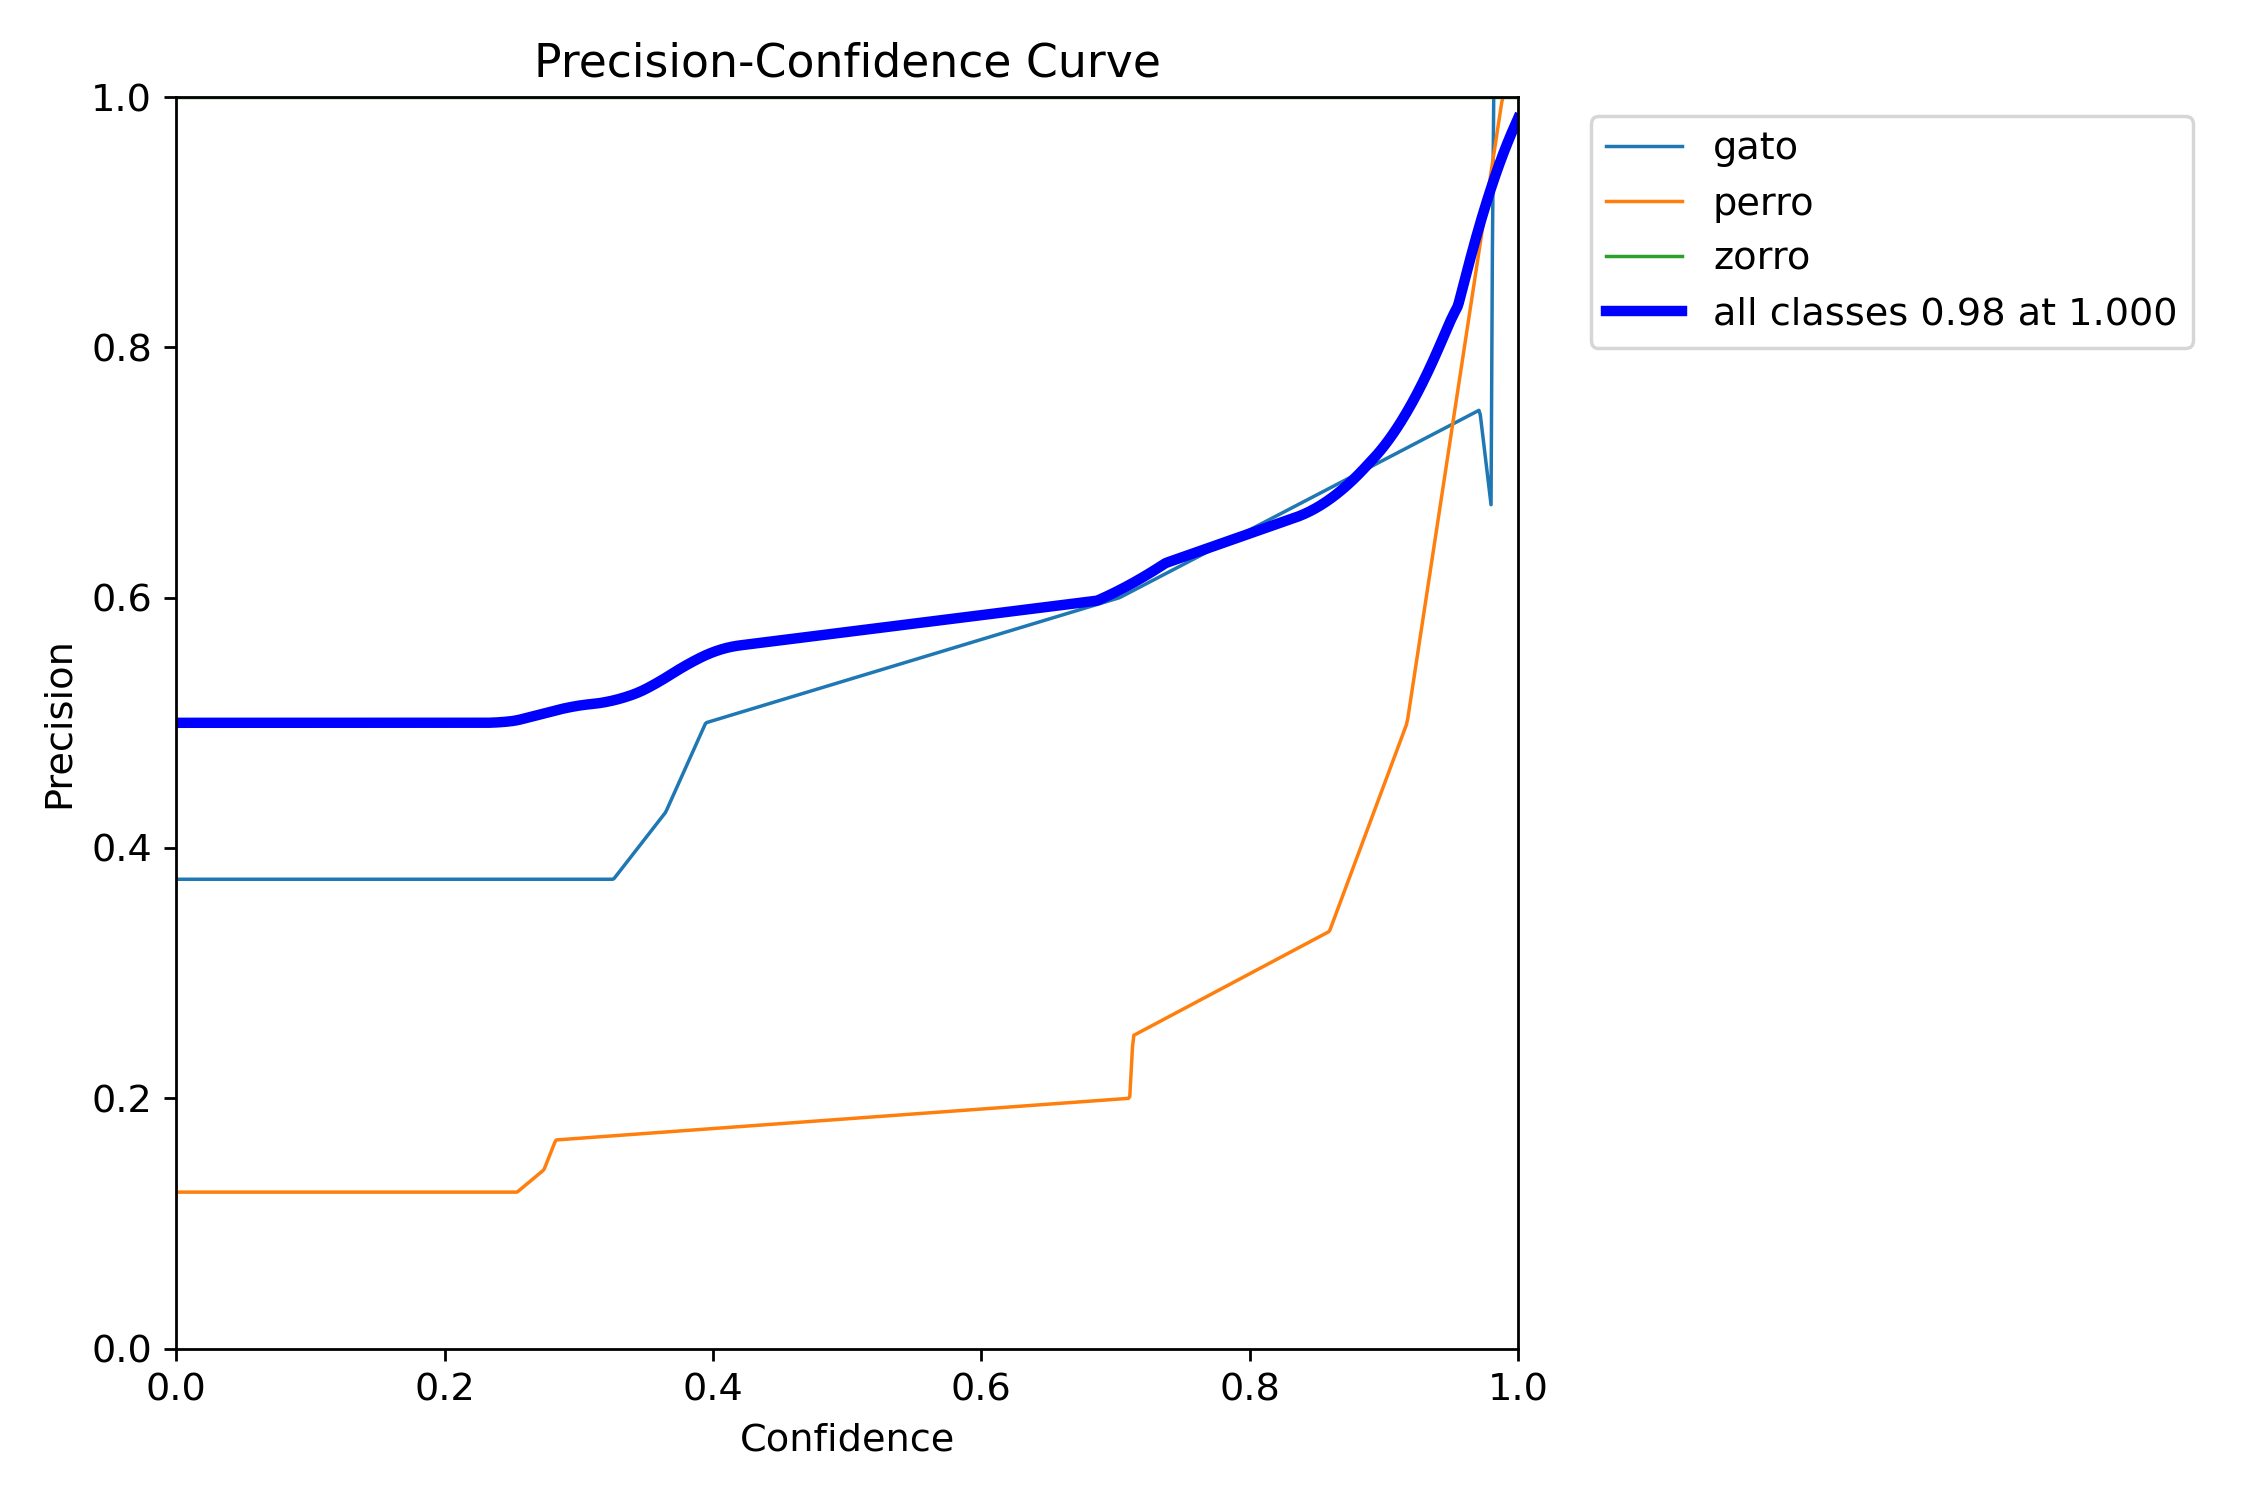 Precision-Confidence Curve
1.0
0.8
0.6
0.4
0.2
0.0
Precision
0.0 0.2 0.4 0.6 0.8 1.0
Confidence
gato
perro
zorro
all classes 0.98 at 1.000